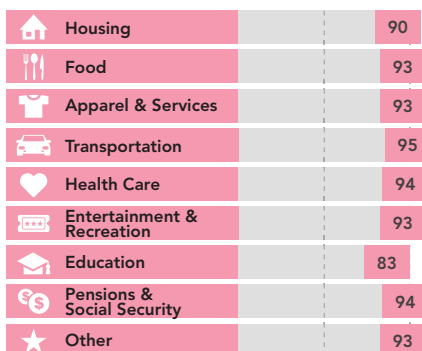 Housing 90
Food 93
Apparel & Services 93
Transportation 95
Health Care 94
Entertainment &
Recreation 93
Education 83
Pensions &
Social Security 94
Other 93